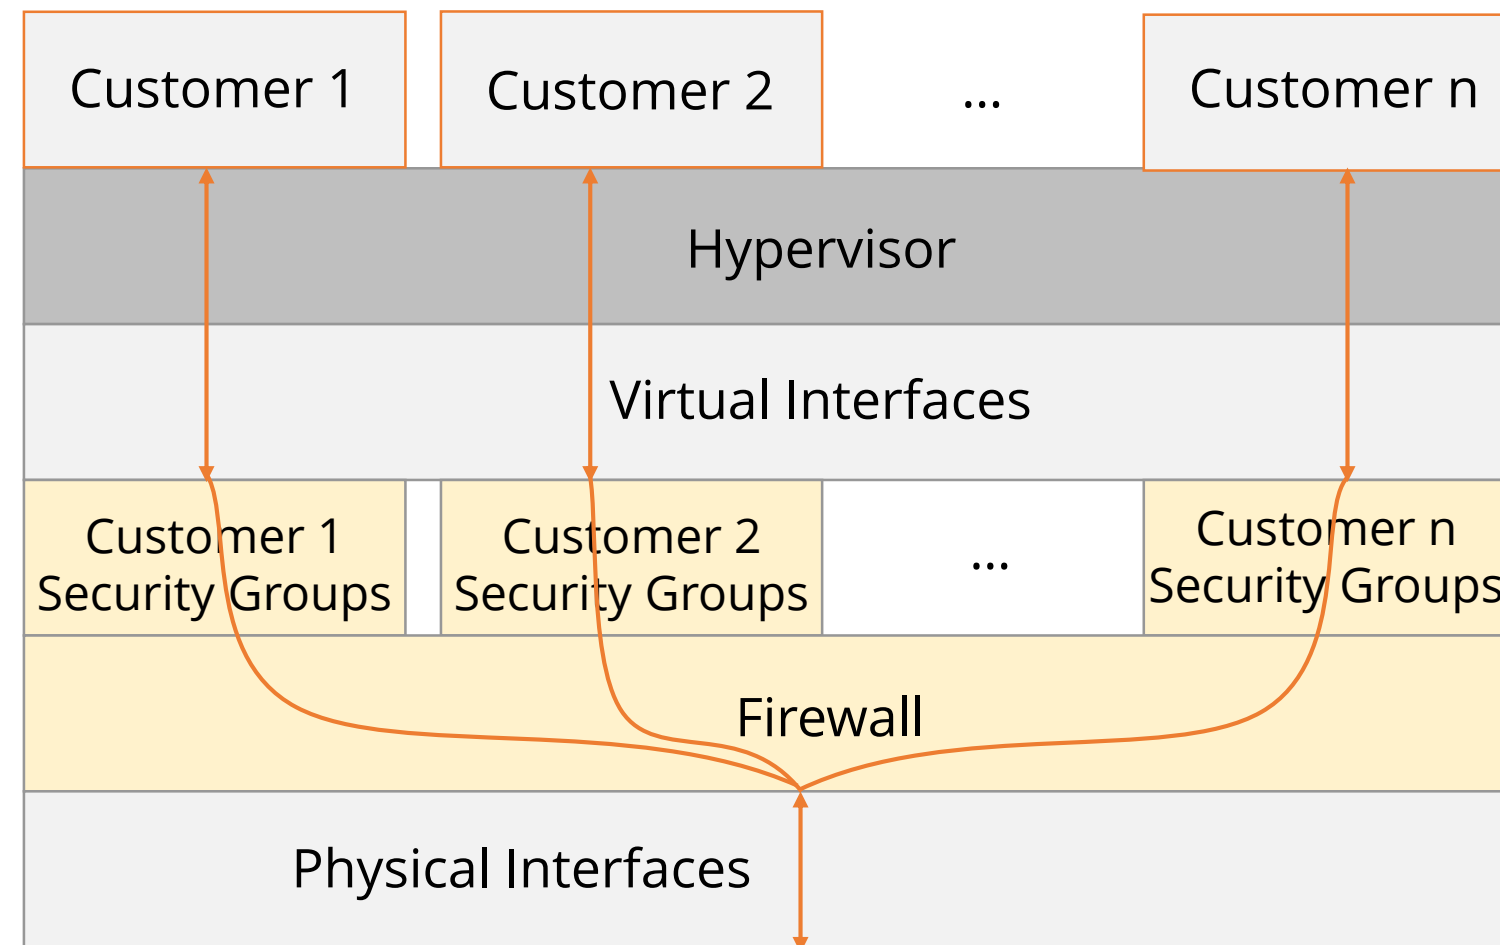 Customer 1
Customer 2
...
Customer n
Hypervisor
Virtual Interfaces
Customer 1
Security Groups
Customer 2
Security Groups
...
Customer n
Security Groups
Firewall
Physical Interfaces